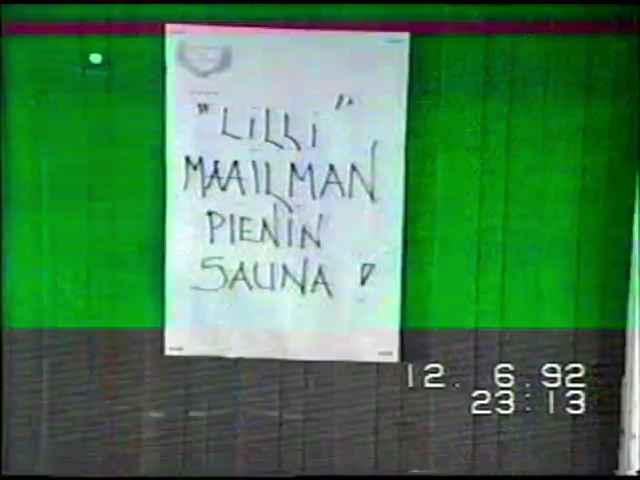 "LiLLi"
MAAILMAN
PIENiN
SAUNA!
12. 6.92
23:13